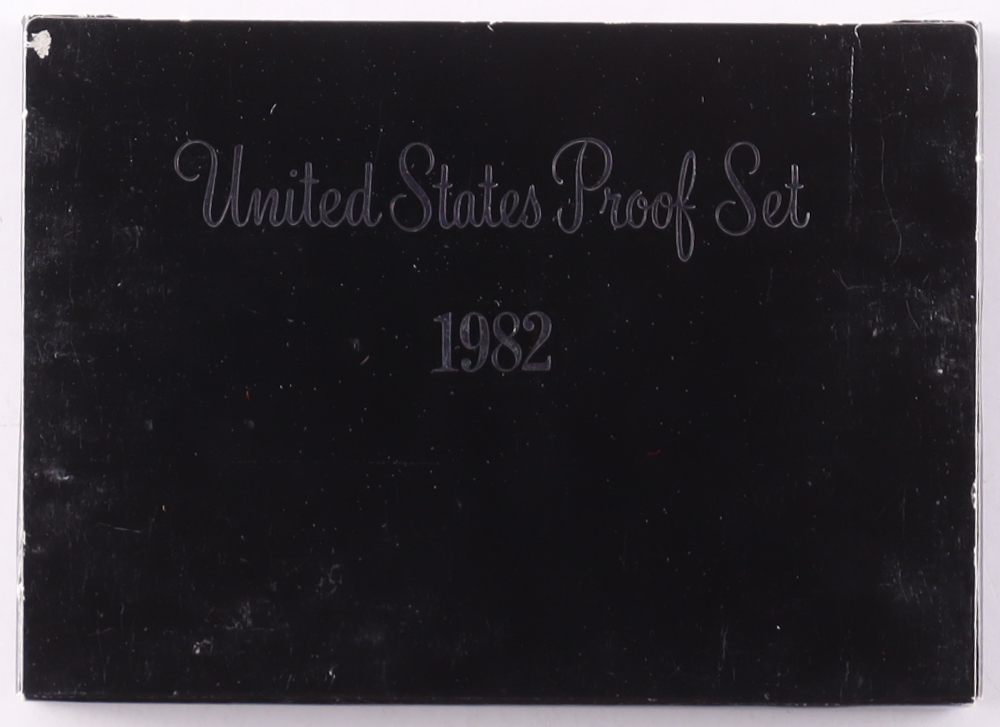 United States Proof Set
1982